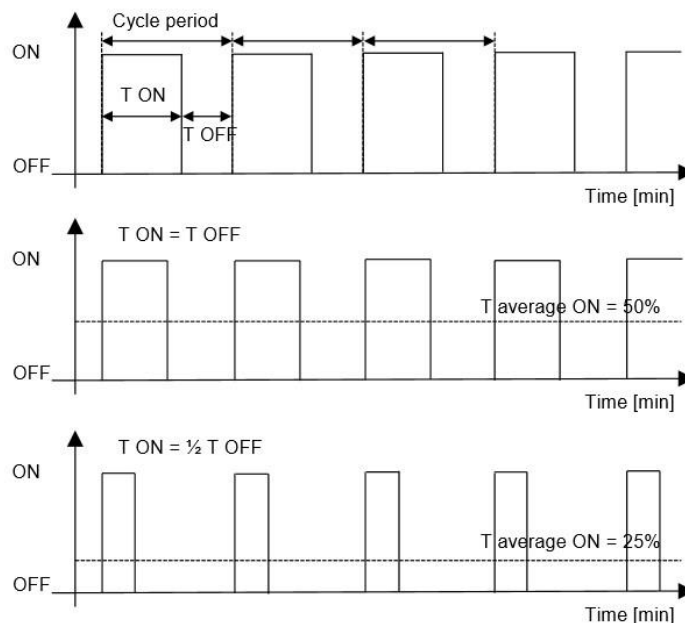 Cycle period
ON
T ON
T OFF
OFF
Time [min]
T ON = T OFF
ON
T average ON = 50%
OFF
Time [min]
T ON = ½ T OFF
ON
T average ON = 25%
OFF
Time [min]